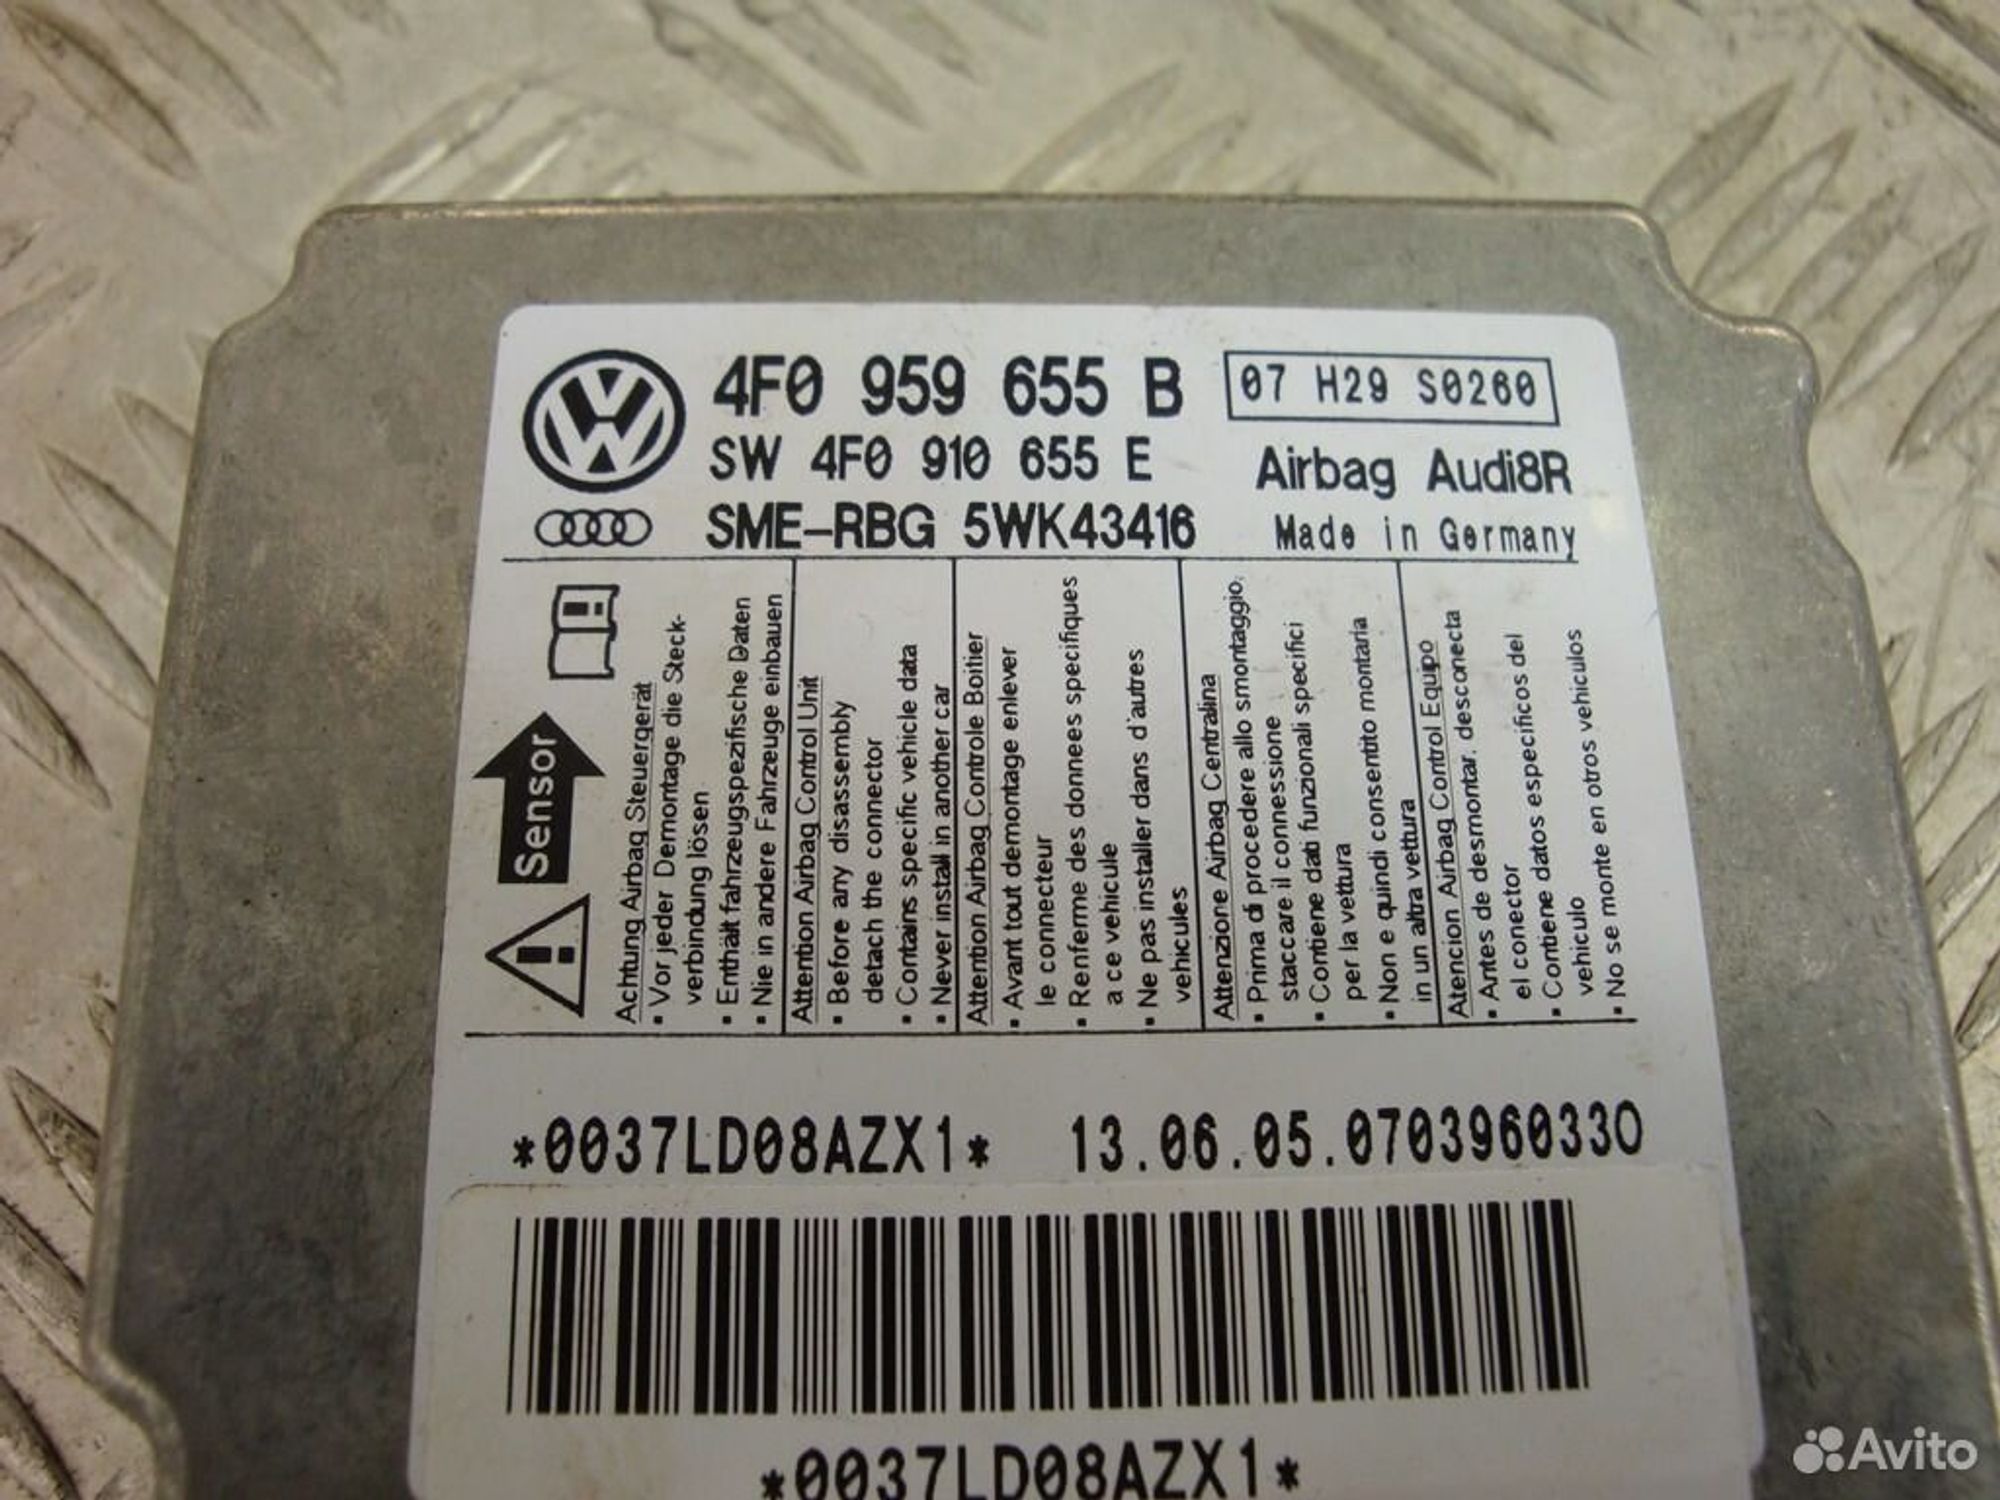 4F0 959 655 B
07 H29 S0260
SW 4F0 910 655 E
Airbag Audi8R
SME-RBG 5WK43416
Made in Germany
Sensor
Achtung Airbag Steuergerät
• Vor jeder Demontage die Steck-
verbindung lösen
• Enthält fahrzeugspezifische Daten
• Nie in andere Fahrzeuge einbauen
Attention Airbag Control Unit
• Before any disassembly
detach the connector
• Contains specific vehicle data
• Never install in another car
Attention Airbag Controle Boitier
• Avant tout demontage enlever
le connecteur
• Renferme des donnees specifiques
a ce vehicule
• Ne pas installer dans d'autres
vehicules
Attenzione Airbag Centralina
• Prima di procedere allo smontaggio,
staccare il connessione
• Contiene dati funzionali specifici
per la vettura
• Non e quindi consentito montaria
in un altra vettura
Atencion Airbag Control Equipo
• Antes de desmontar. desconecta
el conector
• Contiene datos especificos del
vehiculo
• No se monte en otros vehiculos
*0037LD08AZX1* 13.06.05.0703960330
*0037LD08AZX1*
Avito